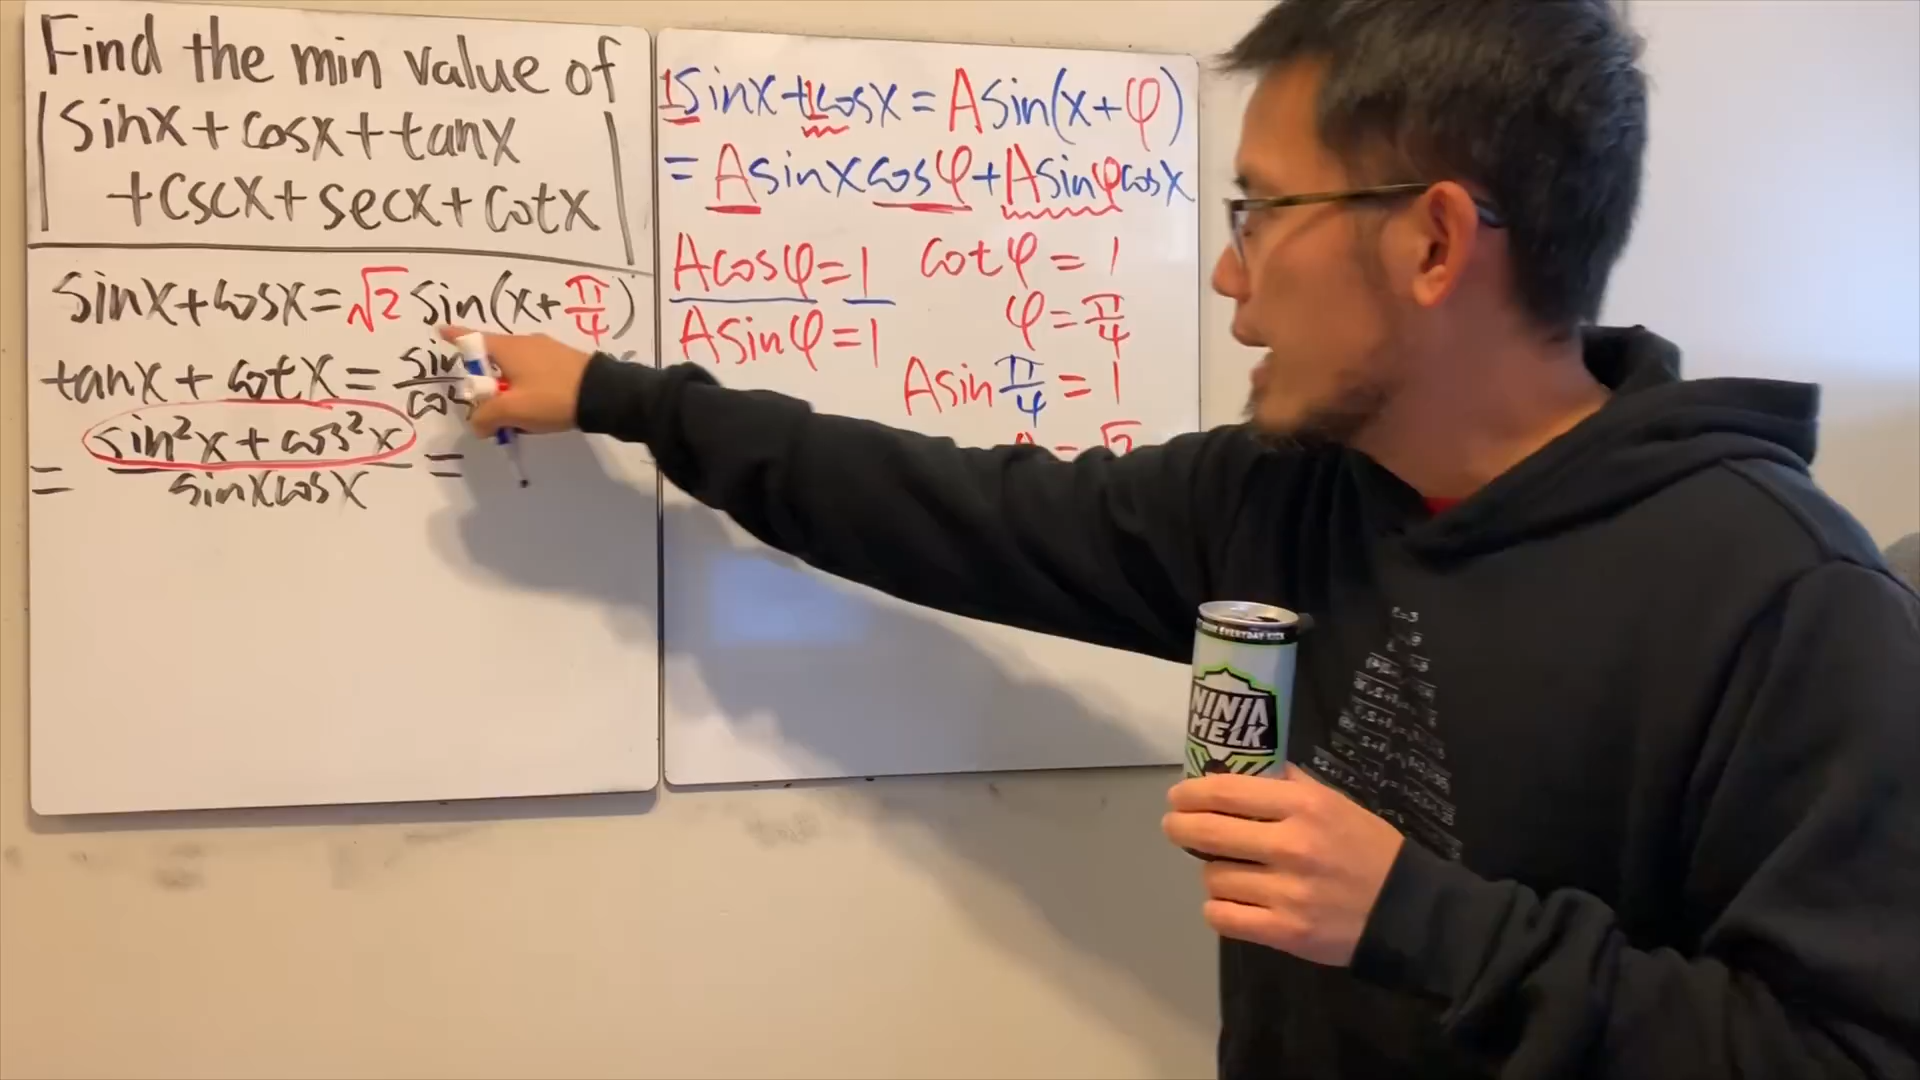 Find the min value of
|sinx+cosx+tanx
+cscx+secx+cotx|
sinx+cosx=√2 sin(x+π/4)
tanx+cotx=sin/cos
= (sin²x+cos²x)/(sinxcosx) =
1sinx+1cosx=Asin(x+φ)
=Asinxcosφ+Asinφcosx
Acosφ=1
Asinφ=1
cotφ=1
φ=π/4
Asin π/4=1
NINJA
MELK